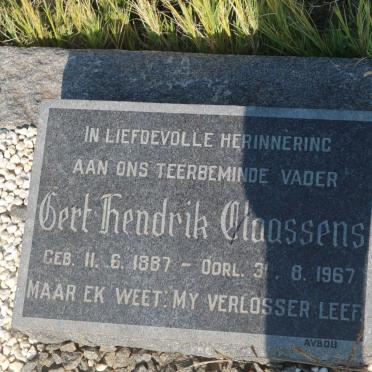 IN LIEFDEVOLLE HERINNERING
AAN ONS TEERBEMINDE VADER
Gert Hendrik Claassens
GEB. 11. 6. 1887 – OORL. 31. 8. 1967
MAAR EK WEET: MY VERLOSSER LEEF.
AVBOB